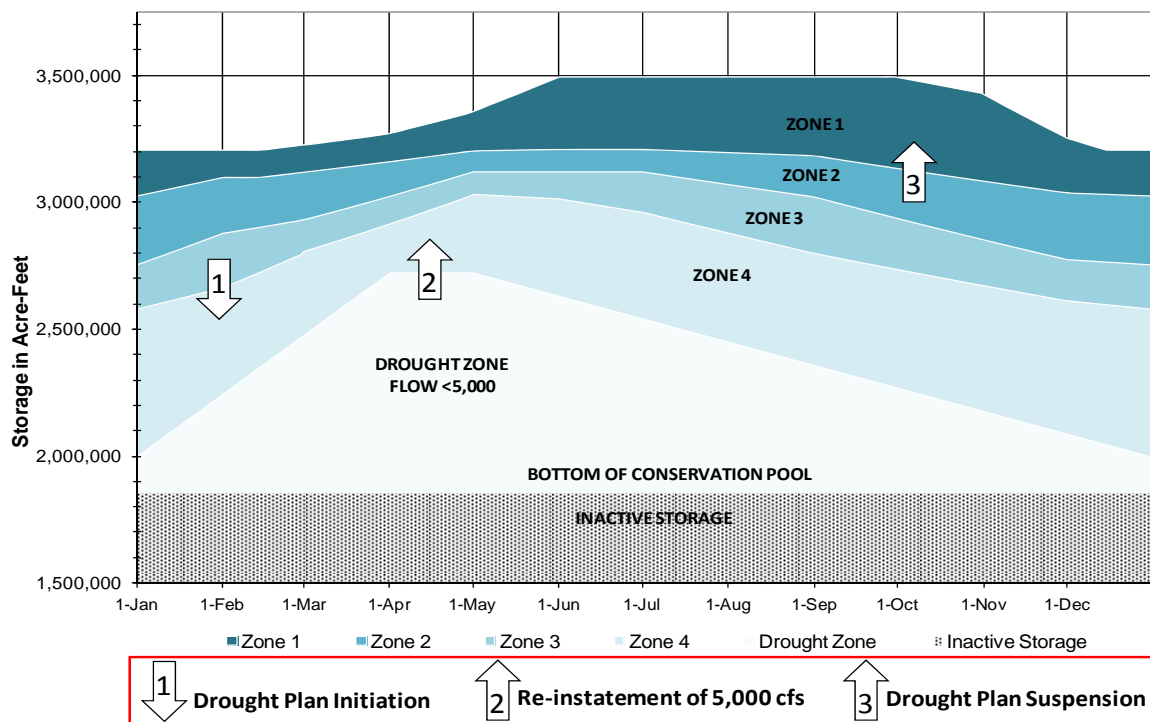 Storage in Acre-Feet
3,500,000
3,000,000
2,500,000
2,000,000
1,500,000
ZONE 1
ZONE 2
3
ZONE 3
1
2
ZONE 4
DROUGHT ZONE
FLOW <5,000
BOTTOM OF CONSERVATION POOL
INACTIVE STORAGE
1-Jan 1-Feb 1-Mar 1-Apr 1-May 1-Jun 1-Jul 1-Aug 1-Sep 1-Oct 1-Nov 1-Dec
Zone 1 Zone 2 Zone 3 Zone 4 Drought Zone Inactive Storage
1 Drought Plan Initiation 2 Re-instatement of 5,000 cfs 3 Drought Plan Suspension